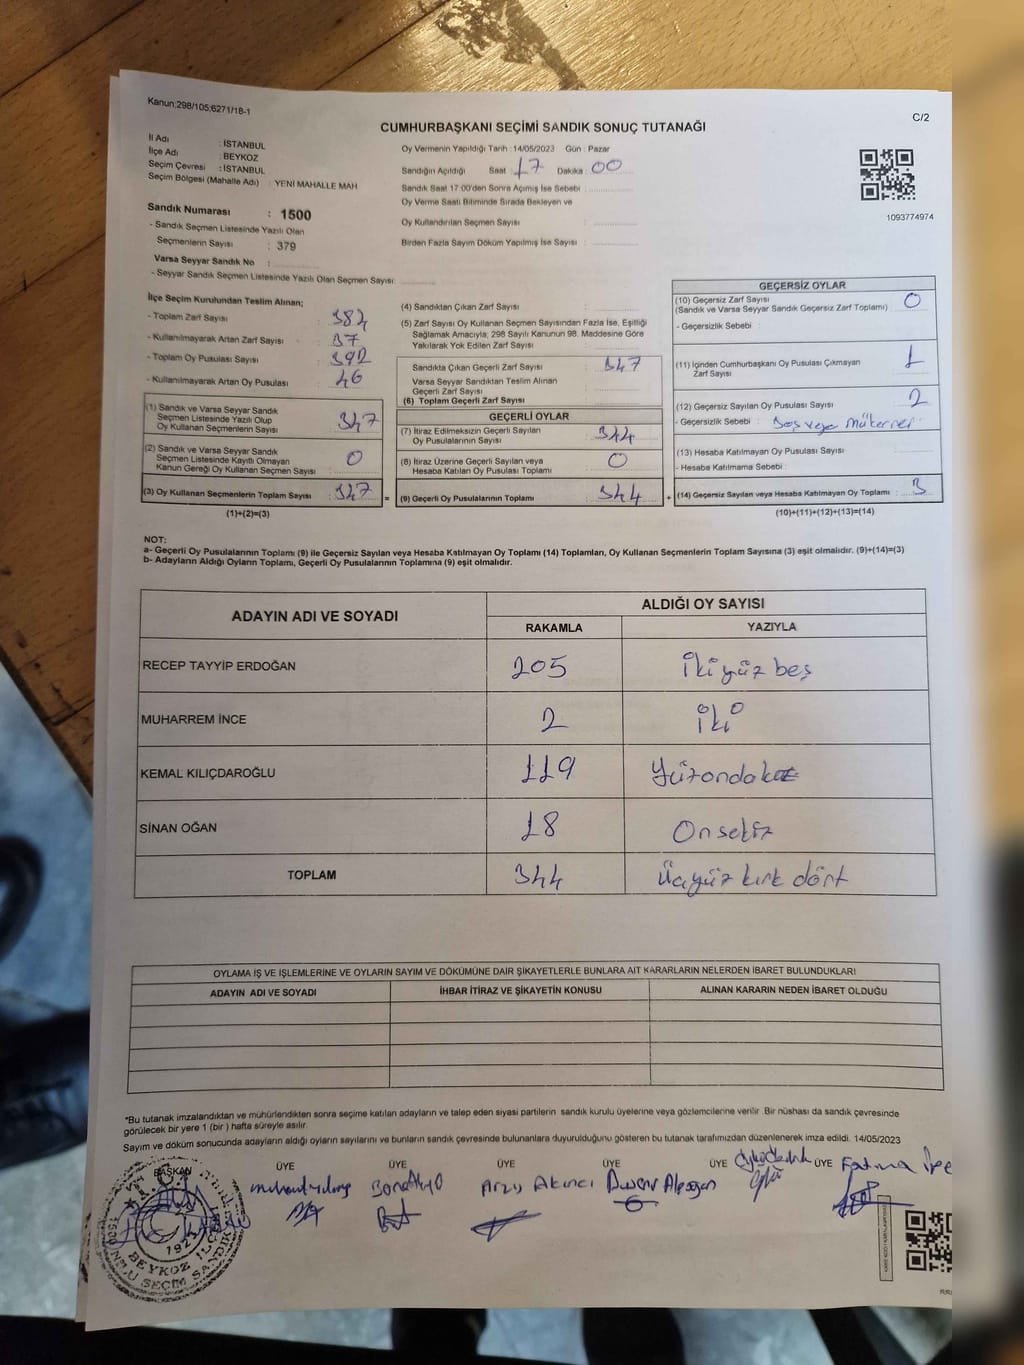 Kanun;298/105;6271/18-1
C/2
CUMHURBAŞKANI SEÇİMİ SANDIK SONUÇ TUTANAĞI
İl Adı : İSTANBUL
İlçe Adı : BEYKOZ
Seçim Çevresi : İSTANBUL
Seçim Bölgesi (Mahalle Adı) : YENİ MAHALLE MAH
Oy Vermenin Yapıldığı Tarih : 14/05/2023 Gün : Pazar
Sandığın Açıldığı Saat : 17 Dakika : 00
Sandık Saat 17:00'den Sonra Açımış İse Sebebi :
Oy Verme Saati Bitiminde Sırada Bekleyen ve
Oy Kullandırılan Seçmen Sayısı :
Birden Fazla Sayım Döküm Yapılmış İse Sayısı :
1093774974
Sandık Numarası : 1500
- Sandık Seçmen Listesinde Yazılı Olan
Seçmenlerin Sayısı : 379
Varsa Seyyar Sandık No :
- Seyyar Sandık Seçmen Listesinde Yazılı Olan Seçmen Sayısı:
İlçe Seçim Kurulundan Teslim Alınan;
- Toplam Zarf Sayısı : 384
- Kullanılmayarak Artan Zarf Sayısı : 37
- Toplam Oy Pusulası Sayısı : 392
- Kullanılmayarak Artan Oy Pusulası : 46
(1) Sandık ve Varsa Seyyar Sandık
Seçmen Listesinde Yazılı Olup
Oy Kullanan Seçmenlerin Sayısı : 347
(2) Sandık ve Varsa Seyyar Sandık
Seçmen Listesinde Kayıtlı Olmayan
Kanun Gereği Oy Kullanan Seçmen Sayısı : 0
(3) Oy Kullanan Seçmenlerin Toplam Sayısı : 347 =
(1)+(2)=(3)
(4) Sandıktan Çıkan Zarf Sayısı :
(5) Zarf Sayısı Oy Kullanan Seçmen Sayısından Fazla İse, Eşitliği
Sağlamak Amacıyla; 298 Sayılı Kanunun 98. Maddesine Göre
Yakılarak Yok Edilen Zarf Sayısı :
Sandıkta Çıkan Geçerli Zarf Sayısı : 347
Varsa Seyyar Sandıktan Teslim Alınan
Geçerli Zarf Sayısı :
(6) Toplam Geçerli Zarf Sayısı :
GEÇERLİ OYLAR
(7) İtiraz Edilmeksizin Geçerli Sayılan
Oy Pusulalarının Sayısı : 344
(8) İtiraz Üzerine Geçerli Sayılan veya
Hesaba Katılan Oy Pusulası Toplamı : 0
(9) Geçerli Oy Pusulalarının Toplamı : 344 +
GEÇERSİZ OYLAR
(10) Geçersiz Zarf Sayısı
(Sandık ve Varsa Seyyar Sandık Geçersiz Zarf Toplamı) : 0
- Geçersizlik Sebebi :
(11) İçinden Cumhurbaşkanı Oy Pusulası Çıkmayan
Zarf Sayısı : 1
(12) Geçersiz Sayılan Oy Pusulası Sayısı : 2
- Geçersizlik Sebebi : Boş veya Mükerrer
(13) Hesaba Katılmayan Oy Pusulası Sayısı :
- Hesaba Katılmama Sebebi :
(14) Geçersiz Sayılan veya Hesaba Katılmayan Oy Toplamı : 3
(10)+(11)+(12)+(13)=(14)
NOT:
a- Geçerli Oy Pusulalarının Toplamı (9) ile Geçersiz Sayılan veya Hesaba Katılmayan Oy Toplamı (14) Toplamları, Oy Kullanan Seçmenlerin Toplam Sayısına (3) eşit olmalıdır. (9)+(14)=(3)
b- Adayların Aldığı Oyların Toplamı, Geçerli Oy Pusulalarının Toplamına (9) eşit olmalıdır.
ADAYIN ADI VE SOYADI
ALDIĞI OY SAYISI
RAKAMLA YAZIYLA
RECEP TAYYİP ERDOĞAN 205 İki yüz beş
MUHARREM İNCE 2 İki
KEMAL KILIÇDAROĞLU 119 Yüzondokuz
SİNAN OĞAN 18 Onsekiz
TOPLAM 344 Üçyüz kırk dört
OYLAMA İŞ VE İŞLEMLERİNE VE OYLARIN SAYIM VE DÖKÜMÜNE DAİR ŞİKAYETLERLE BUNLARA AİT KARARLARIN NELERDEN İBARET BULUNDUKLARI
ADAYIN ADI VE SOYADI İHBAR İTİRAZ VE ŞİKAYETİN KONUSU ALINAN KARARIN NEDEN İBARET OLDUĞU
*Bu tutanak imzalandıktan ve mühürlendikten sonra seçime katılan adayların ve talep eden siyasi partilerin sandık kurulu üyelerine veya gözlemcilerine verilir. Bir nüshası da sandık çevresinde
görülecek bir yere 1 (bir) hafta süreyle asılır.
Sayım ve döküm sonucunda adayların aldığı oyların sayılarını ve bunların sandık çevresinde bulunanlara duyurulduğunu gösteren bu tutanak tarafımızdan düzenlenerek imza edildi. 14/05/2023
BAŞKAN ÜYE ÜYE ÜYE ÜYE ÜYE ÜYE
Arzu Akıncı
Fatma
T.C.
BEYKOZ İLÇESİ
1500 NOLU SEÇİM SANDIK